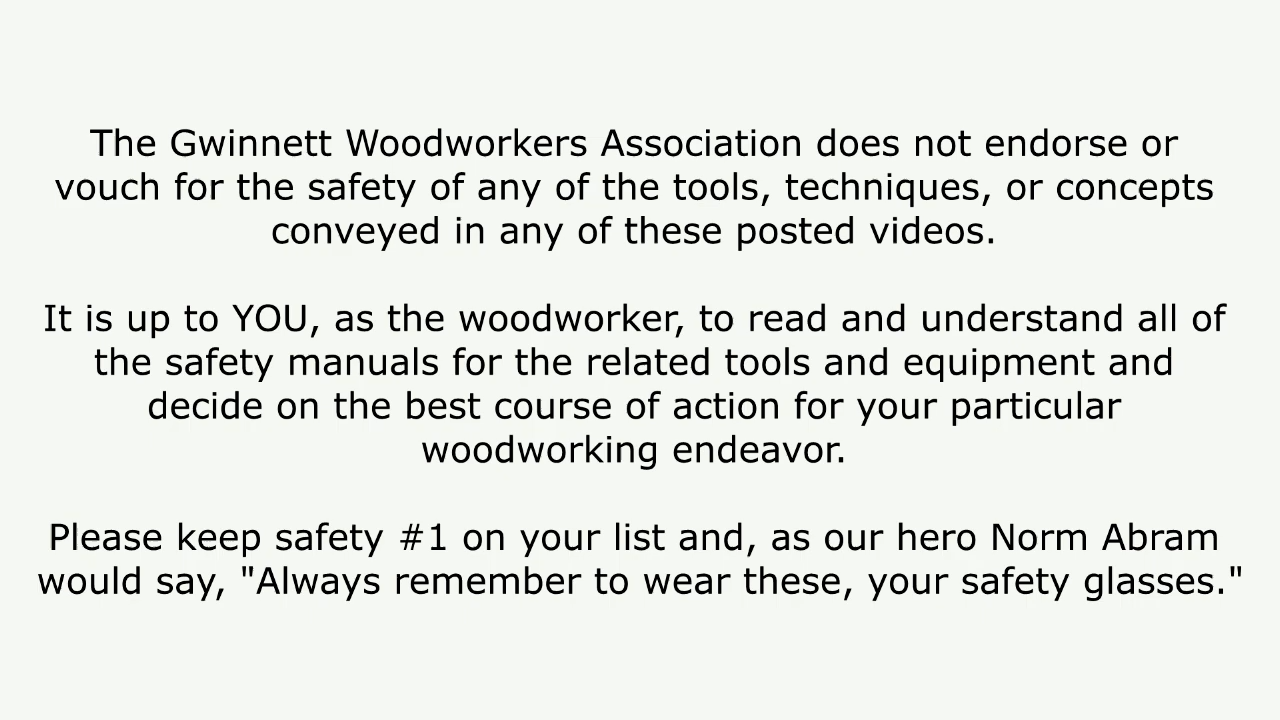 The Gwinnett Woodworkers Association does not endorse or
vouch for the safety of any of the tools, techniques, or concepts
conveyed in any of these posted videos.
It is up to YOU, as the woodworker, to read and understand all of
the safety manuals for the related tools and equipment and
decide on the best course of action for your particular
woodworking endeavor.
Please keep safety #1 on your list and, as our hero Norm Abram
would say, "Always remember to wear these, your safety glasses."